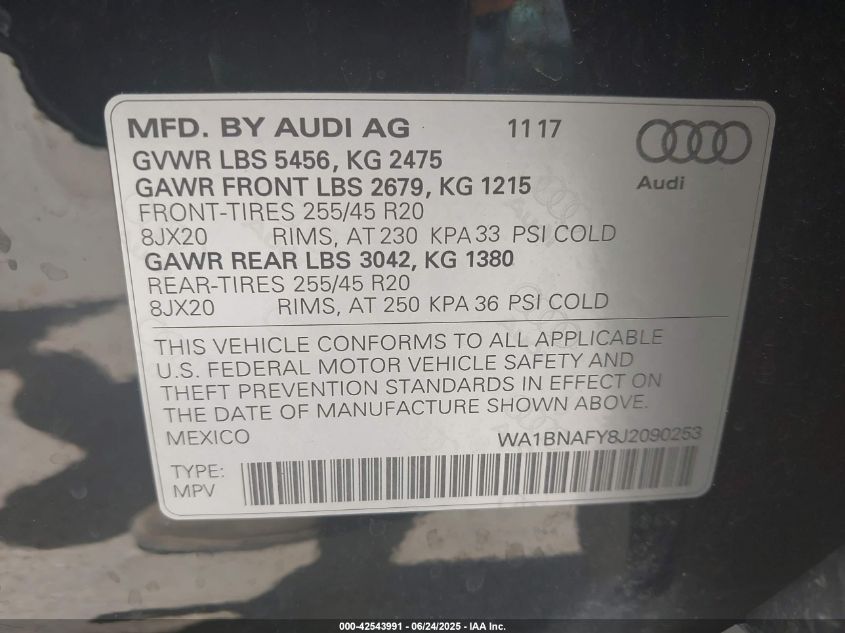 MFD. BY AUDI AG 11 17
Audi
GVWR LBS 5456, KG 2475
GAWR FRONT LBS 2679, KG 1215
FRONT-TIRES 255/45 R20
8JX20 RIMS, AT 230 KPA 33 PSI COLD
GAWR REAR LBS 3042, KG 1380
REAR-TIRES 255/45 R20
8JX20 RIMS, AT 250 KPA 36 PSI COLD
THIS VEHICLE CONFORMS TO ALL APPLICABLE
U.S. FEDERAL MOTOR VEHICLE SAFETY AND
THEFT PREVENTION STANDARDS IN EFFECT ON
THE DATE OF MANUFACTURE SHOWN ABOVE.
MEXICO WA1BNAFY8J2090253
TYPE:
MPV
000-42543991 - 06/24/2025 - IAA Inc.